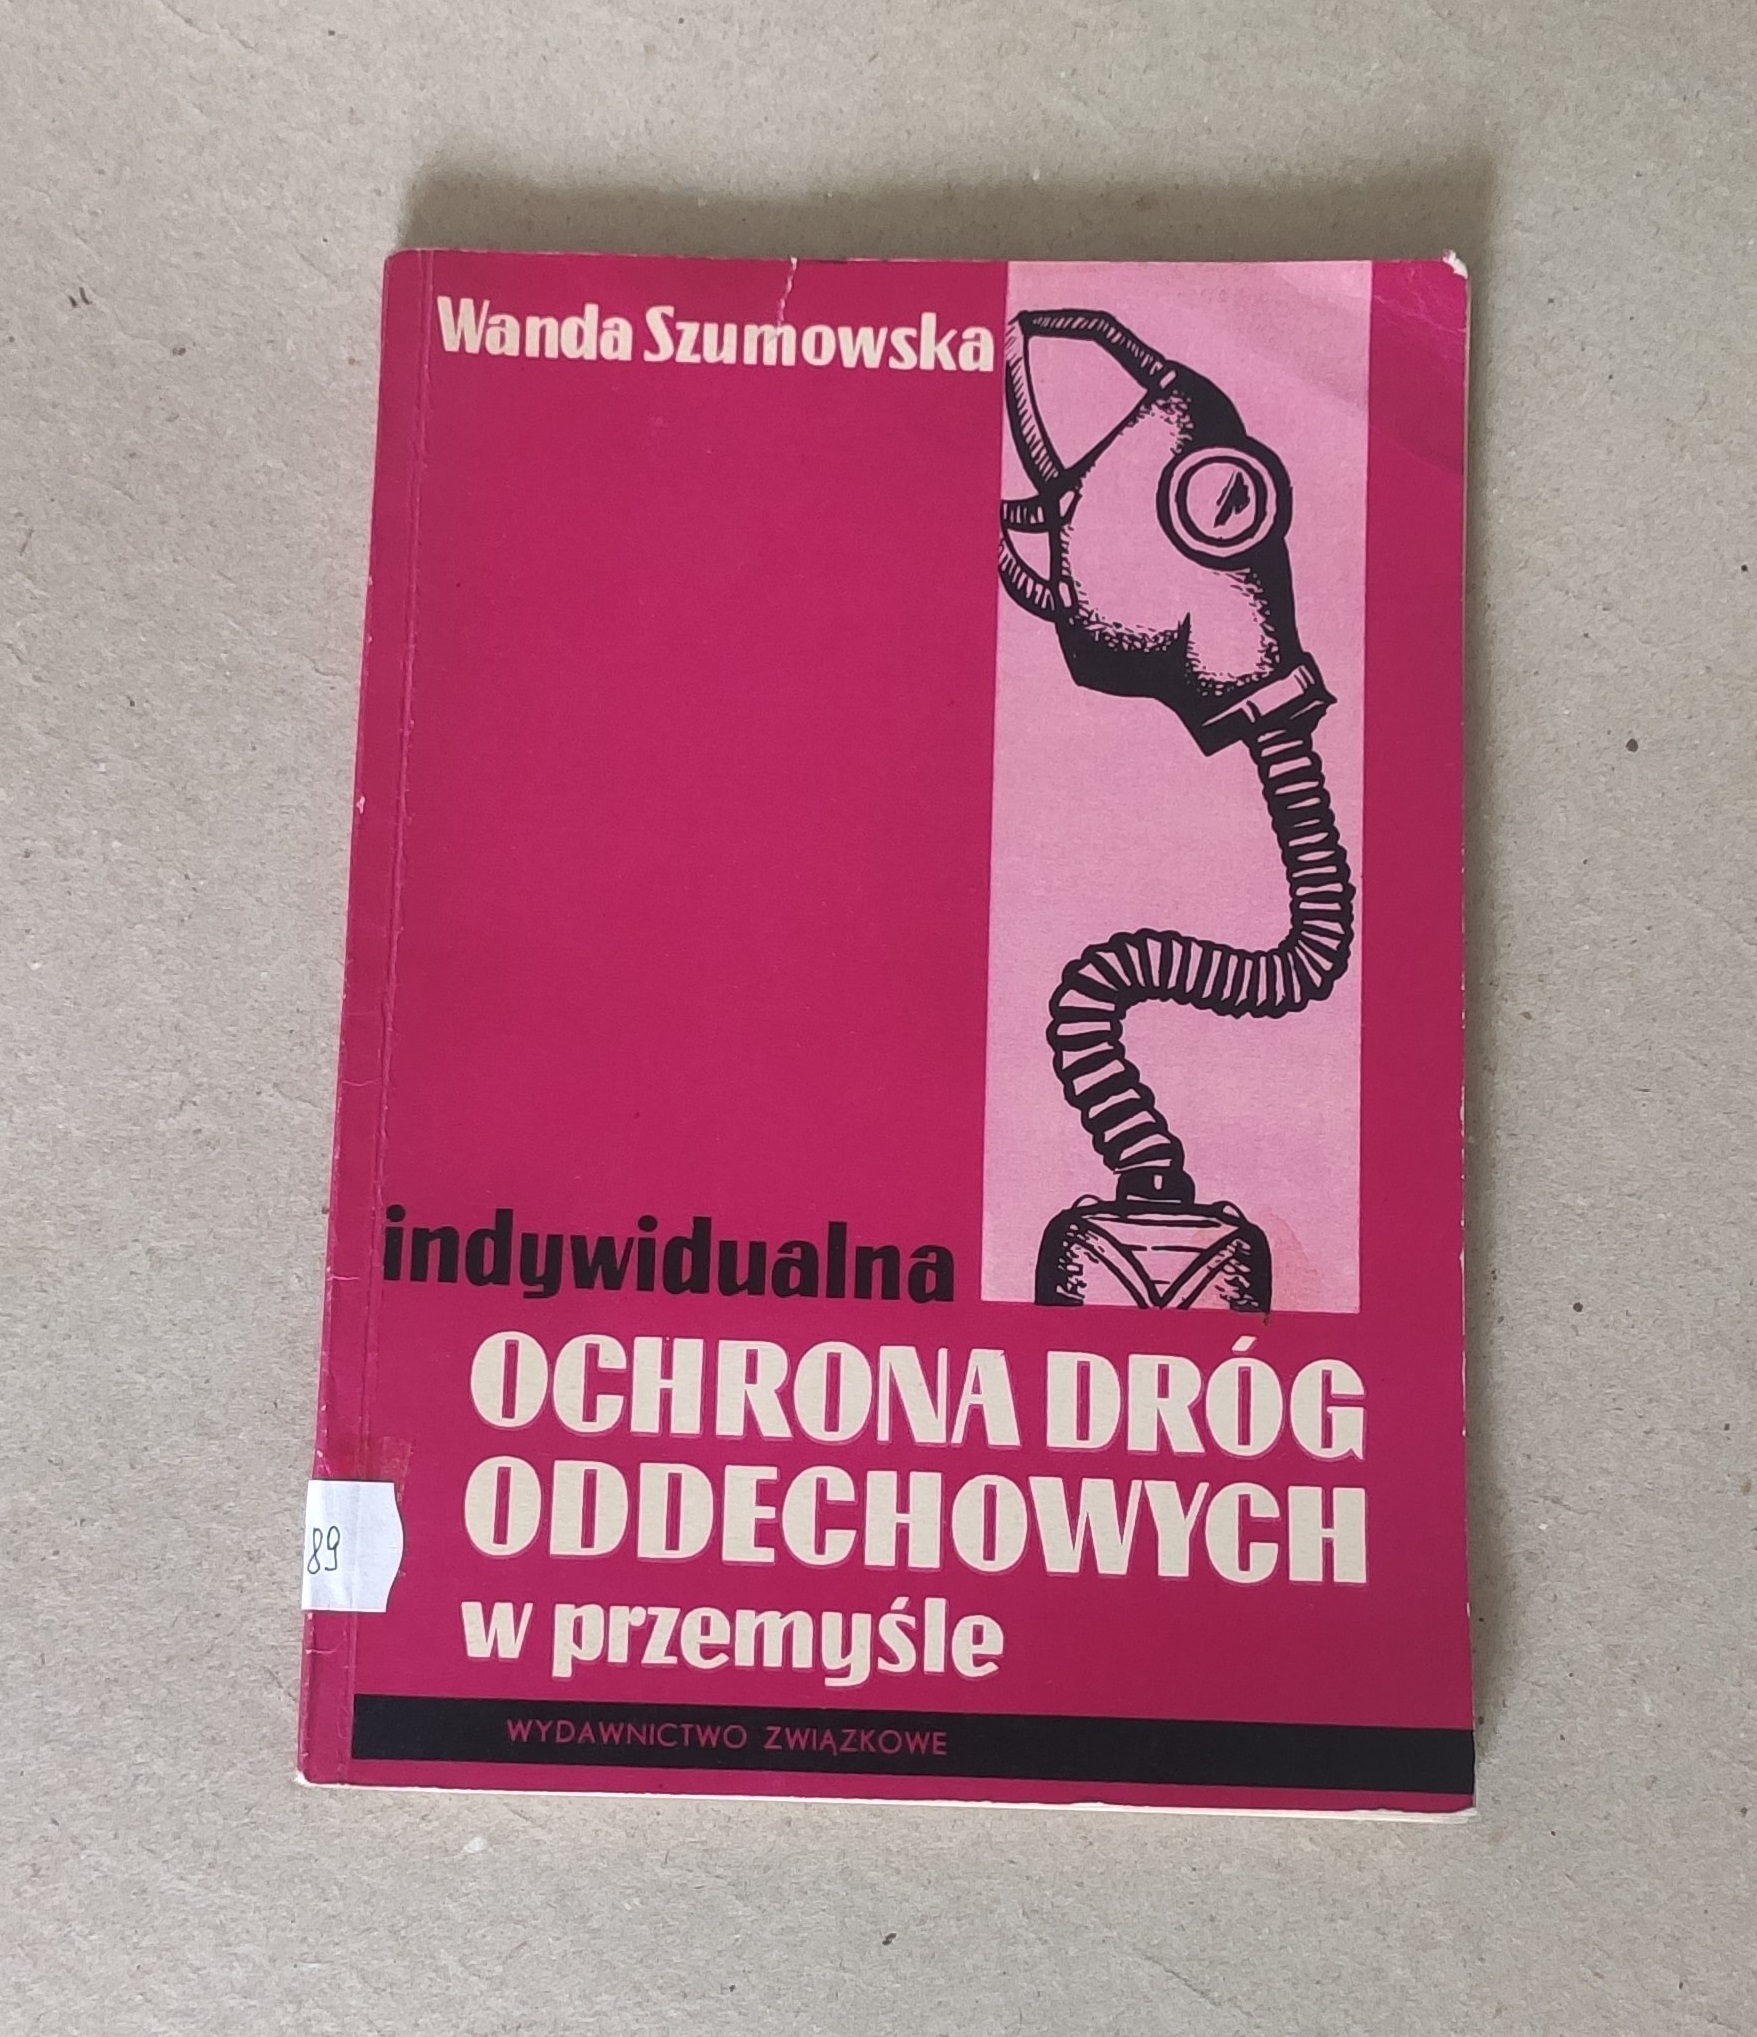 Wanda Szumowska
indywidualna
OCHRONA DRÓG
ODDECHOWYCH
w przemyśle
89
WYDAWNICTWO ZWIĄZKOWE